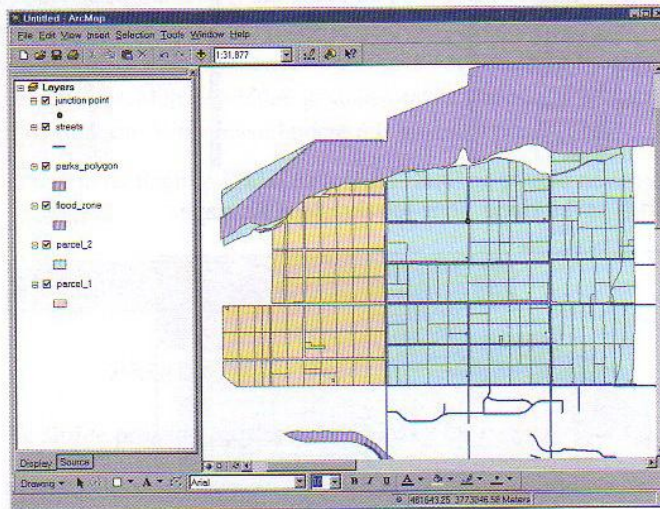 Untitled - ArcMap
File Edit View Insert Selection Tools Window Help
1:31,877
Layers
junction point
streets
parks_polygon
flood_zone
parcel_2
parcel_1
Display Source
Drawing A Arial 10 B I U A
481643.25 3773046.58 Meters